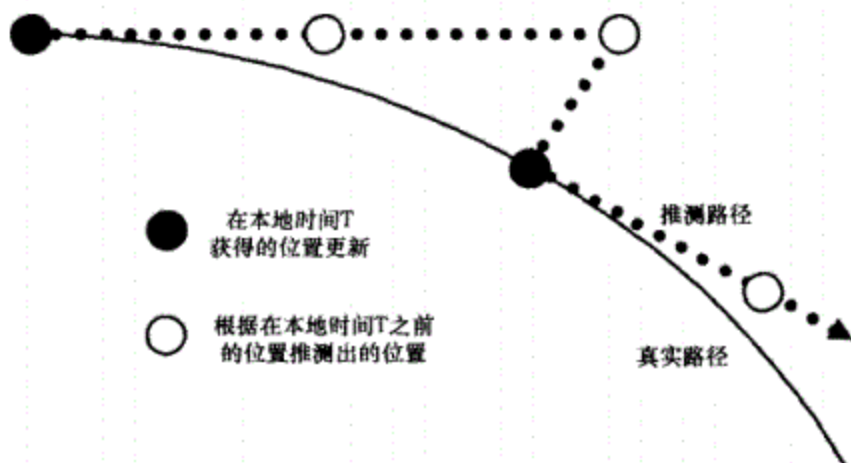 推测路径
在本地时间T
获得的位置更新
根据在本地时间T之前
的位置推测出的位置
真实路径